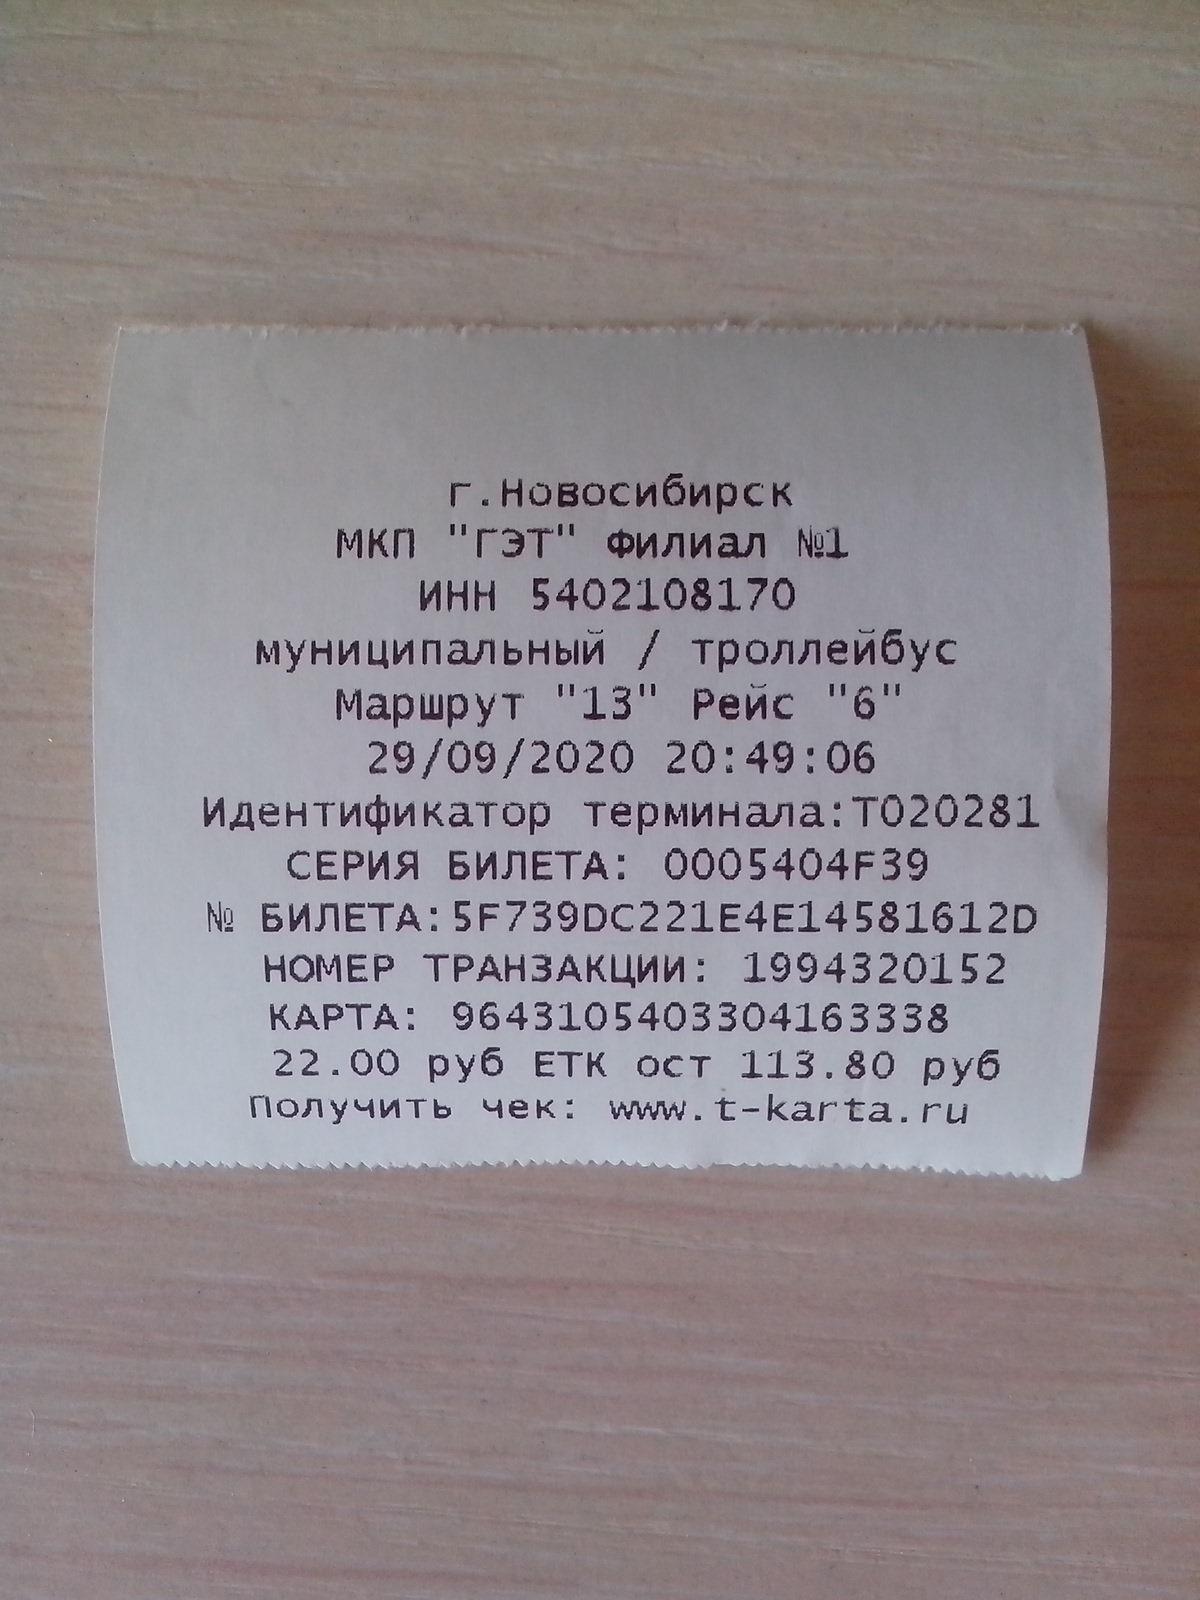 г.Новосибирск
МКП "ГЭТ" Филиал №1
ИНН 5402108170
муниципальный / троллейбус
Маршрут "13" Рейс "6"
29/09/2020 20:49:06
Идентификатор терминала:T020281
СЕРИЯ БИЛЕТА: 0005404F39
№ БИЛЕТА:5F739DC221E4E14581612D
НОМЕР ТРАНЗАКЦИИ: 1994320152
КАРТА: 9643105403304163338
22.00 руб ЕТК ост 113.80 руб
Получить чек: www.t-karta.ru